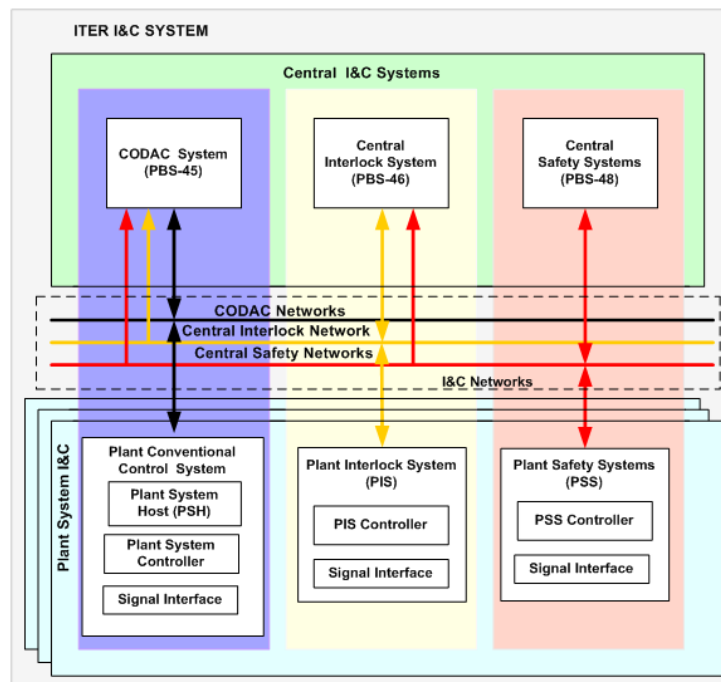 ITER I&C SYSTEM
Central I&C Systems
CODAC System
(PBS-45)
Central
Interlock System
(PBS-46)
Central
Safety Systems
(PBS-48)
CODAC Networks
Central Interlock Network
Central Safety Networks
I&C Networks
Plant System I&C
Plant Conventional
Control System
Plant System
Host (PSH)
Plant System
Controller
Signal Interface
Plant Interlock System
(PIS)
PIS Controller
Signal Interface
Plant Safety Systems
(PSS)
PSS Controller
Signal Interface